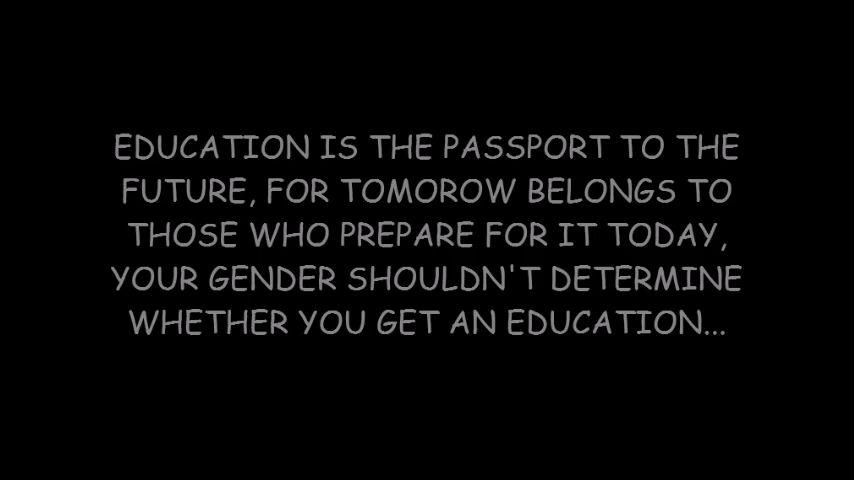 EDUCATION IS THE PASSPORT TO THE
FUTURE, FOR TOMOROW BELONGS TO
THOSE WHO PREPARE FOR IT TODAY,
YOUR GENDER SHOULDN'T DETERMINE
WHETHER YOU GET AN EDUCATION...